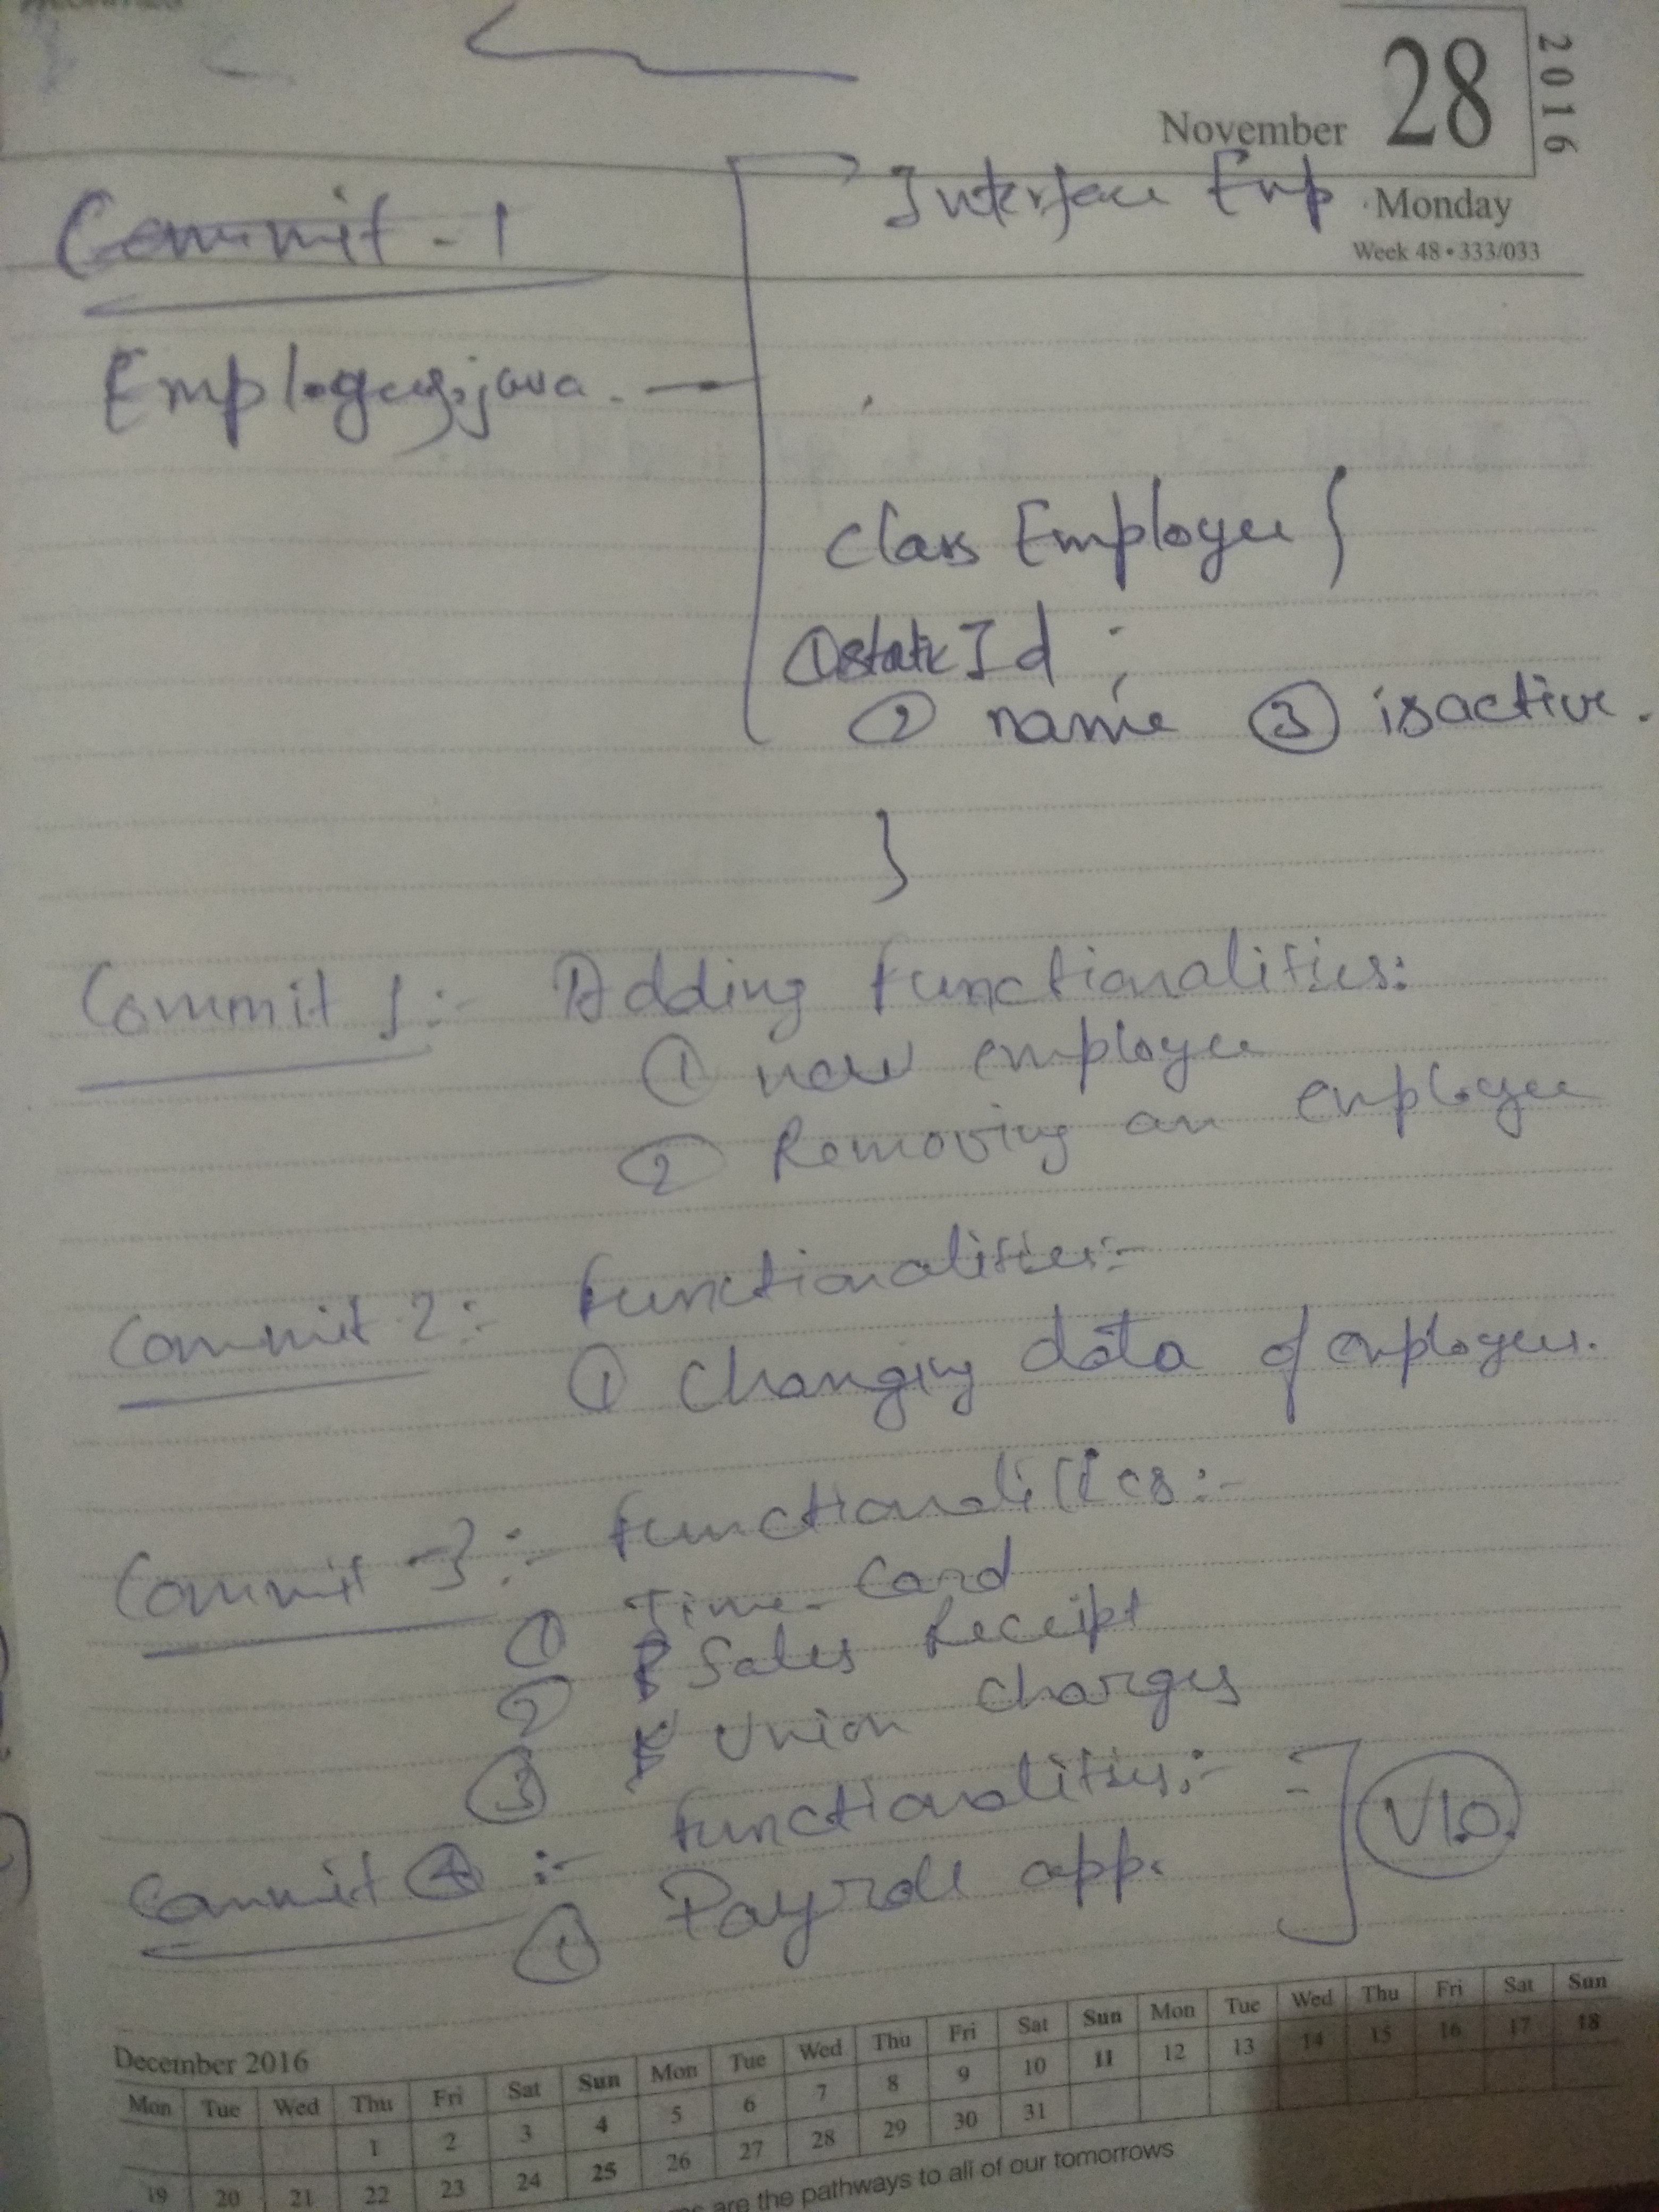 2016
November 28
Monday
Week 48 • 333/033
Commit - 1
Interface Emp
Employee.java
class Employee {
① static Id ;
② name ③ isactive.
}
Commit 1 :- Adding functionalities:
① new employee
② Removing an employee
Commit 2 :- functionalities:-
① Changing data of employees.
Commit -3 :- functionalities:-
① Time-Card
② Sales Receipt
③ Union charges
Commit ④ :- functionalities:-
① Payroll app.
V1.0.
December 2016
Mon Tue Wed Thu Fri Sat Sun Mon Tue Wed Thu Fri Sat Sun Mon Tue Wed Thu Fri Sat Sun
1 2 3 4 5 6 7 8 9 10 11 12 13 14 15 16 17 18
19 20 21 22 23 24 25 26 27 28 29 30 31
are the pathways to all of our tomorrows